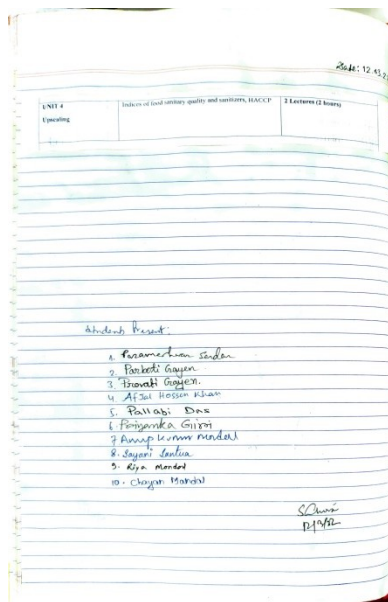 Date: 12.03.2
UNIT 4 Indices of food sanitary quality and sanitizers, HACCP 2 Lectures (2 hours)
Upscaling
Students Present:
1. Parameshwar Sardar
2. Parboti Gayen
3. Provati Gayen.
4. Afjal Hossen Khan
5. Pallabi Das
6. Priyanka Giri
7. Anup Kumar Mondal
8. Sayani Santra
9. Riya Mondal
10. Chayan Mandal